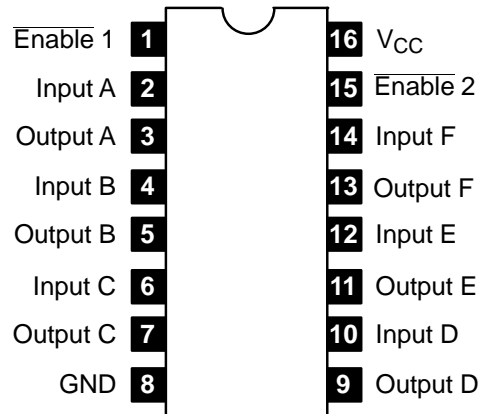 Enable 1 1 16 VCC
Input A 2 15 Enable 2
Output A 3 14 Input F
Input B 4 13 Output F
Output B 5 12 Input E
Input C 6 11 Output E
Output C 7 10 Input D
GND 8 9 Output D